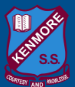 KENMORE
S.S.
COURTESY AND KNOWLEDGE